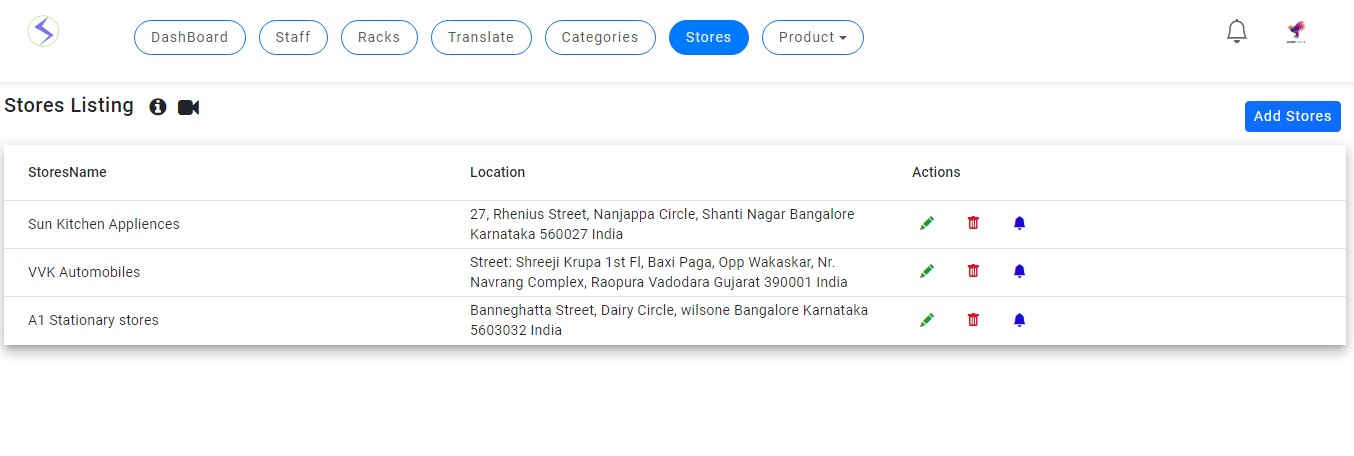 DashBoard
Staff
Racks
Translate
Categories
Stores
Product
Stores Listing
Add Stores
StoresName
Location
Actions
Sun Kitchen Appliences
27, Rhenius Street, Nanjappa Circle, Shanti Nagar Bangalore
Karnataka 560027 India
VVK Automobiles
Street: Shreeji Krupa 1st Fl, Baxi Paga, Opp Wakaskar, Nr.
Navrang Complex, Raopura Vadodara Gujarat 390001 India
A1 Stationary stores
Banneghatta Street, Dairy Circle, wilsone Bangalore Karnataka
5603032 India